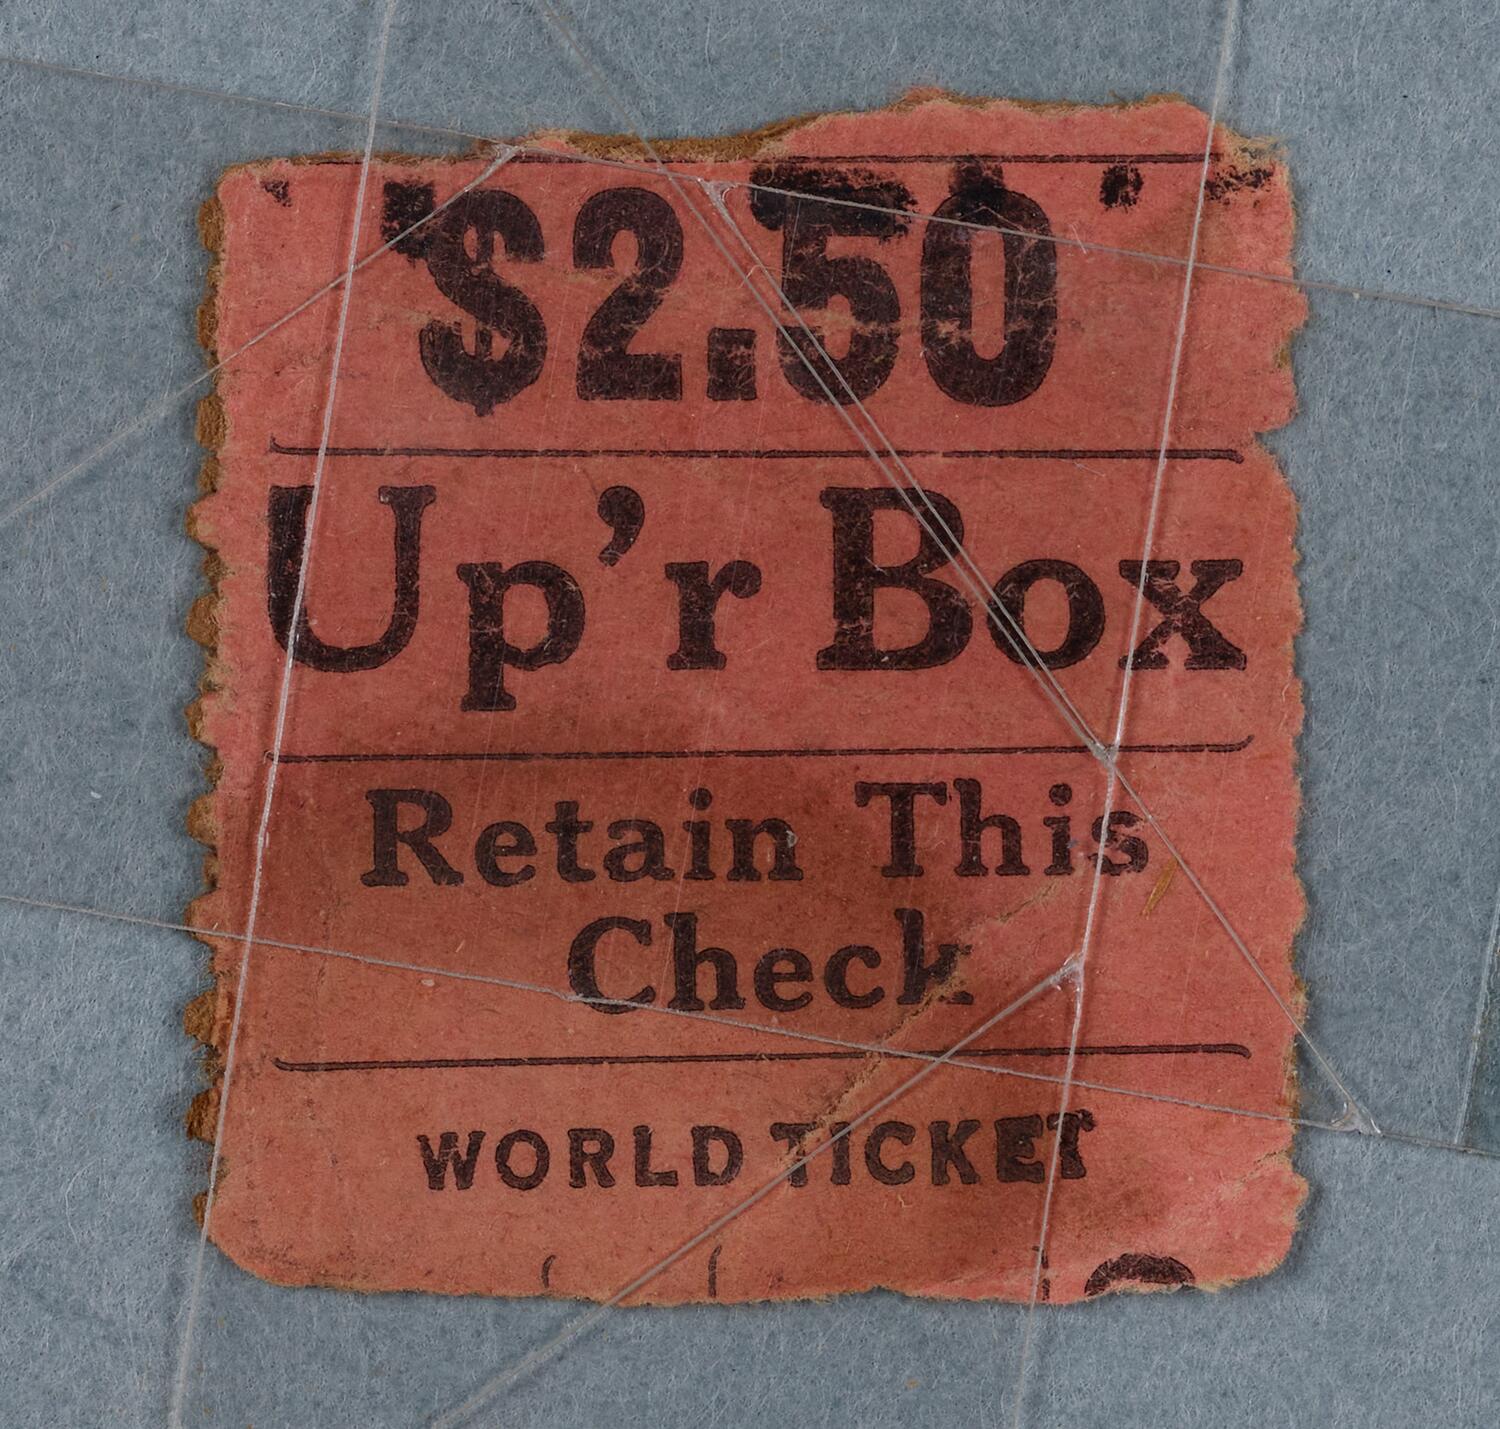 $2.50
Up'r Box
Retain This
Check
WORLD TICKET